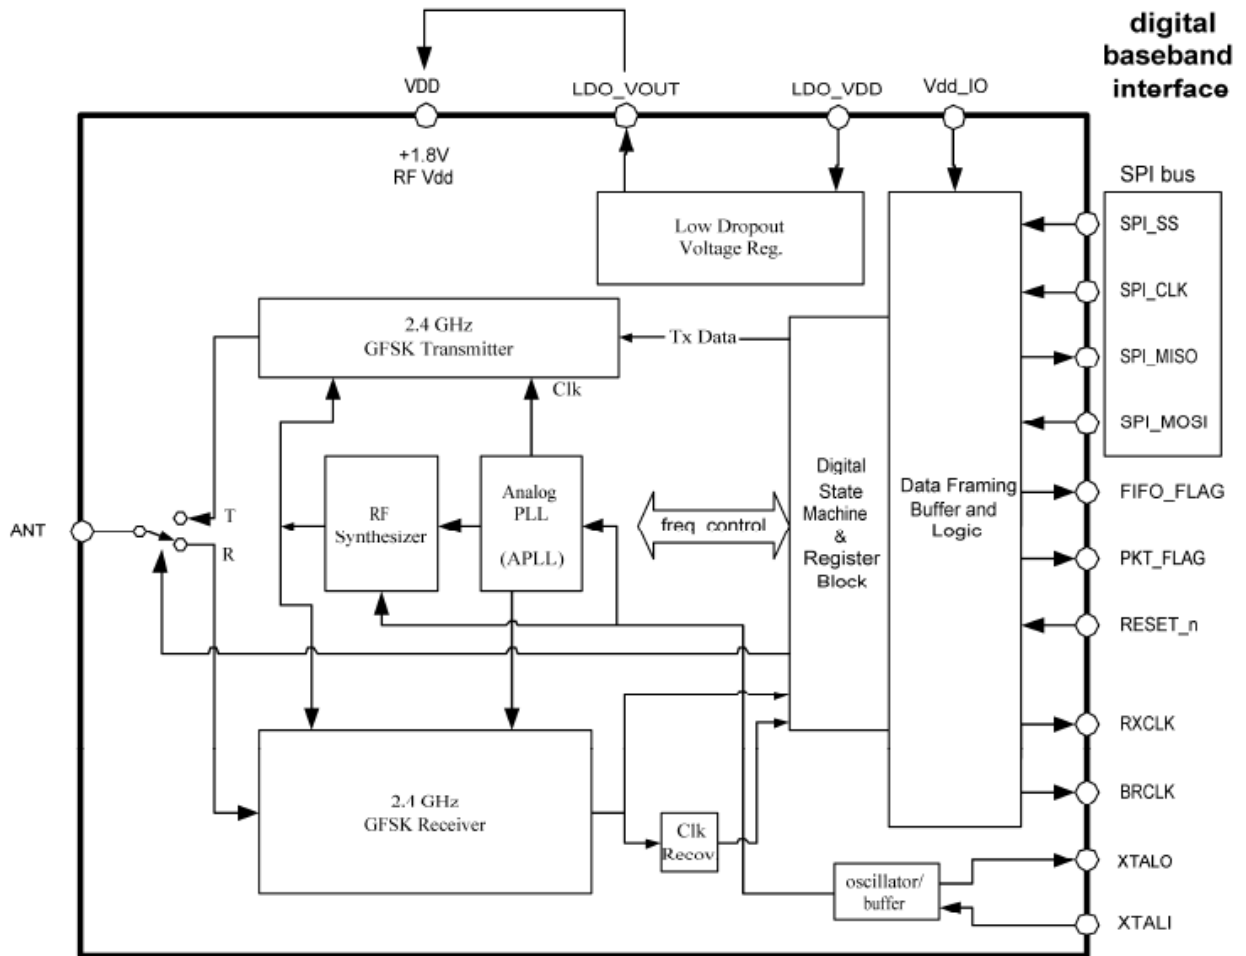 digital
baseband
interface
VDD
LDO_VOUT
LDO_VDD
Vdd_IO
+1.8V
RF Vdd
SPI bus
Low Dropout
Voltage Reg.
SPI_SS
SPI_CLK
2.4 GHz
GFSK Transmitter
Tx Data
SPI_MISO
Clk
SPI_MOSI
Digital
State
Machine
&
Register
Block
Data Framing
Buffer and
Logic
Analog
PLL
(APLL)
RF
Synthesizer
freq_control
FIFO_FLAG
ANT
T
R
PKT_FLAG
RESET_n
RXCLK
2.4 GHz
GFSK Receiver
BRCLK
Clk
Recov.
XTALO
oscillator/
buffer
XTALI